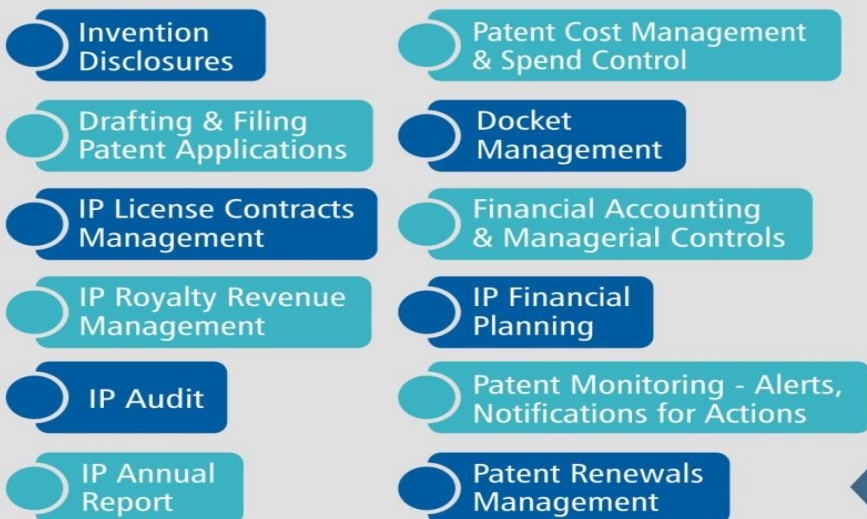 Invention
Disclosures
Drafting & Filing
Patent Applications
IP License Contracts
Management
IP Royalty Revenue
Management
IP Audit
IP Annual
Report
Patent Cost Management
& Spend Control
Docket
Management
Financial Accounting
& Managerial Controls
IP Financial
Planning
Patent Monitoring - Alerts,
Notifications for Actions
Patent Renewals
Management